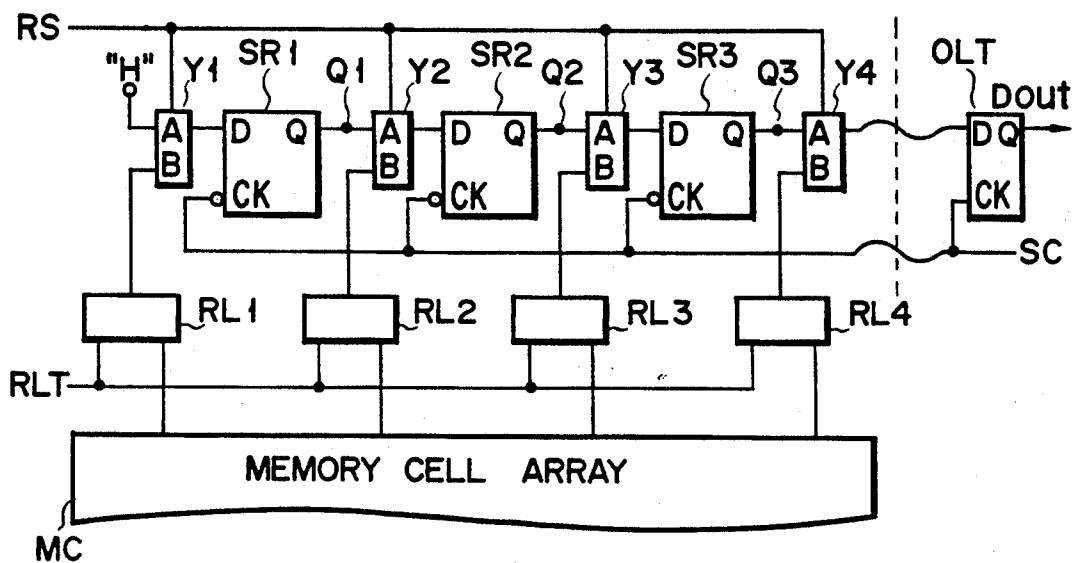 RS
"H" Y1 SR1 Q1 Y2 SR2 Q2 Y3 SR3 Q3 Y4 OLT Dout
A D Q A D Q A D Q A D Q
B CK B CK B CK B CK
SC
RL1 RL2 RL3 RL4
RLT
MEMORY CELL ARRAY
MC